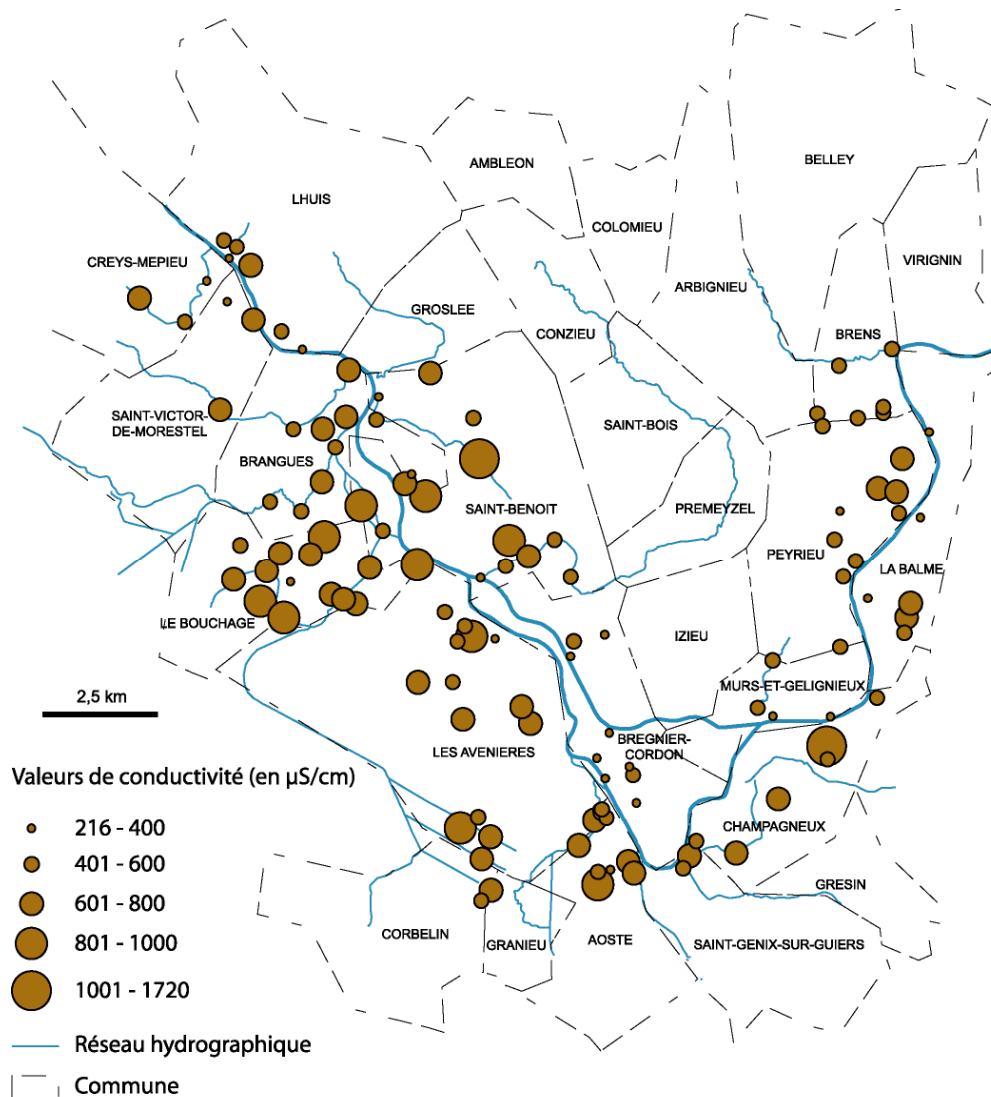 AMBLEON
BELLEY
LHUIS
COLOMIEU
CREYS-MEPIEU
VIRIGNIN
ARBIGNIEU
GROSLEE
CONZIEU
BRENS
SAINT-VICTOR-
DE-MORESTEL
SAINT-BOIS
BRANGUES
SAINT-BENOIT
PREMEYZEL
PEYRIEU
LA BALME
LE BOUCHAGE
IZIEU
2,5 km
MURS-ET-GELIGNIEUX
LES AVENIERES
BREGNIER-
CORDON
Valeurs de conductivité (en µS/cm)
216 - 400
401 - 600
601 - 800
801 - 1000
1001 - 1720
CHAMPAGNEUX
GRESIN
CORBELIN
GRANIEU
AOSTE
SAINT-GENIX-SUR-GUIERS
Réseau hydrographique
Commune